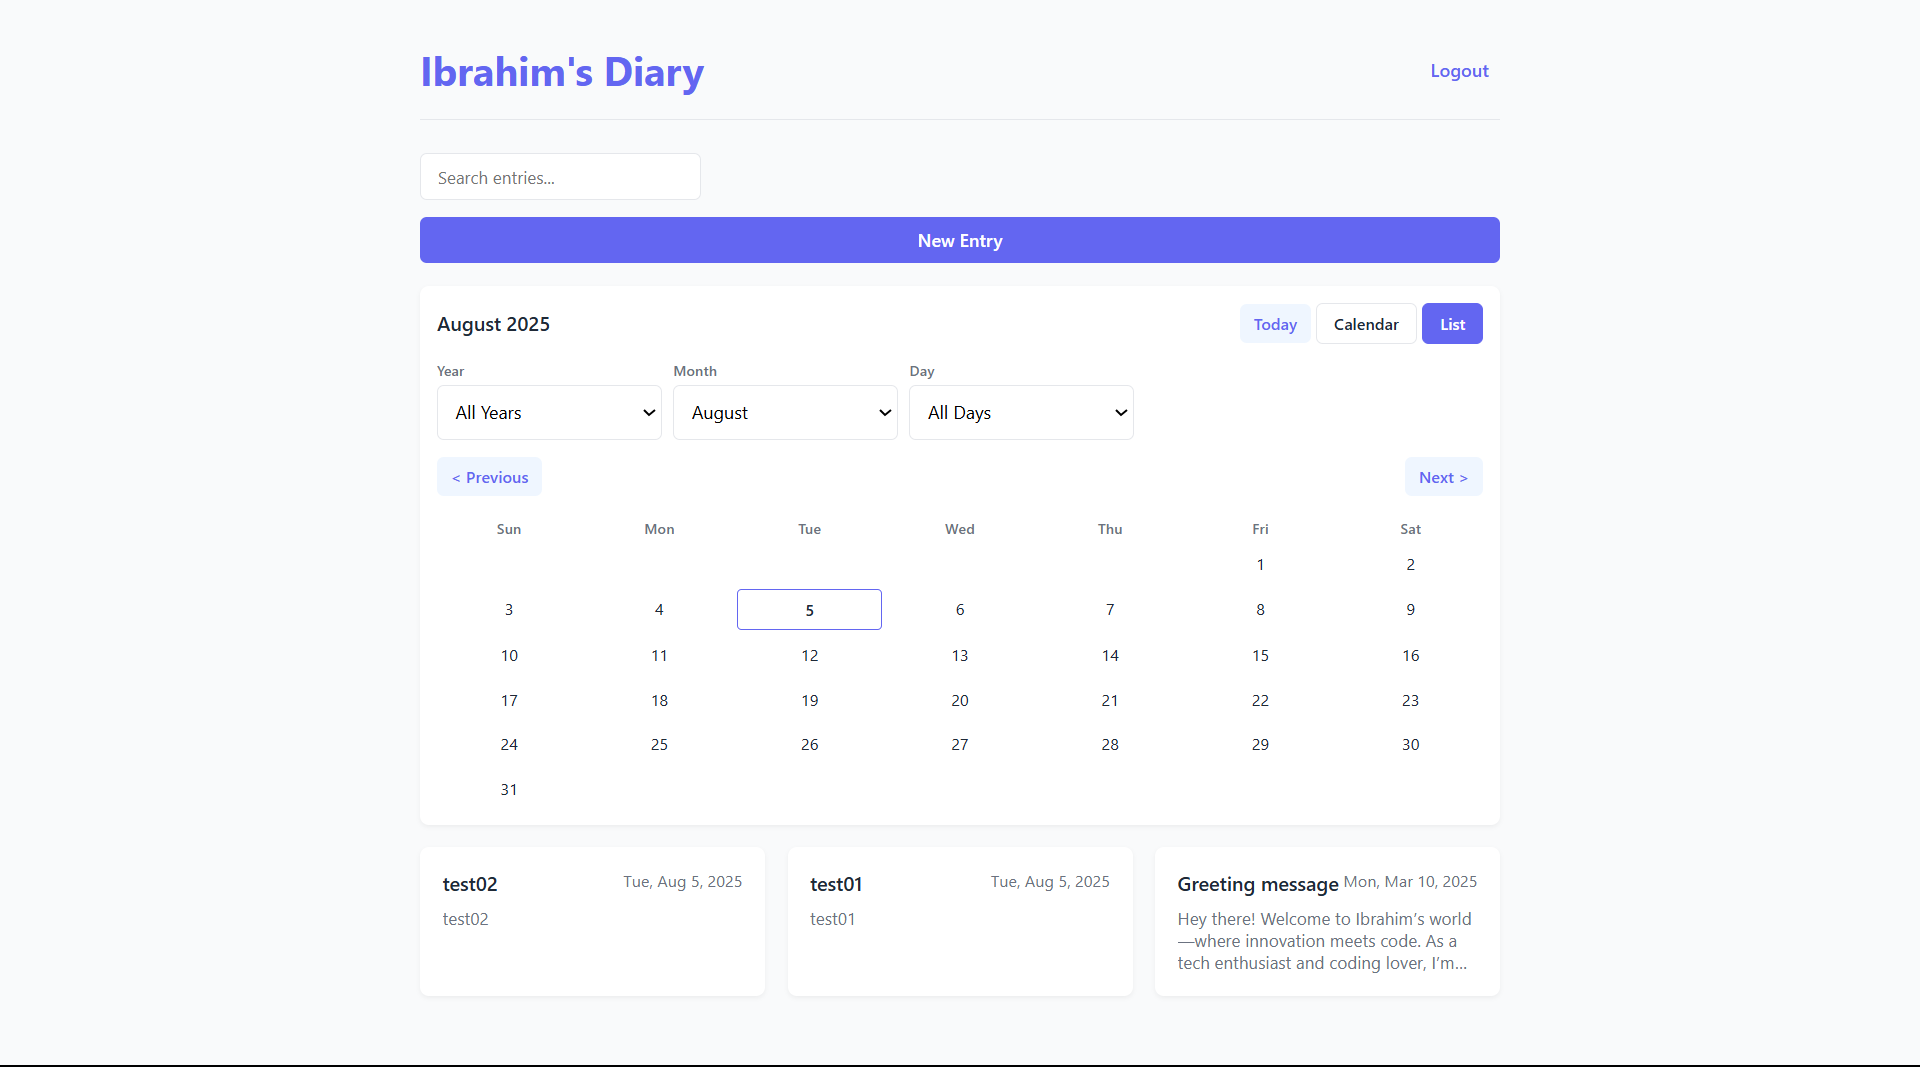 Ibrahim's Diary
Logout
Search entries...
New Entry
August 2025
Today Calendar List
Year Month Day
All Years August All Days
< Previous Next >
Sun Mon Tue Wed Thu Fri Sat
1 2
3 4 5 6 7 8 9
10 11 12 13 14 15 16
17 18 19 20 21 22 23
24 25 26 27 28 29 30
31
test02 Tue, Aug 5, 2025
test02
test01 Tue, Aug 5, 2025
test01
Greeting message Mon, Mar 10, 2025
Hey there! Welcome to Ibrahim’s world
—where innovation meets code. As a
tech enthusiast and coding lover, I’m...